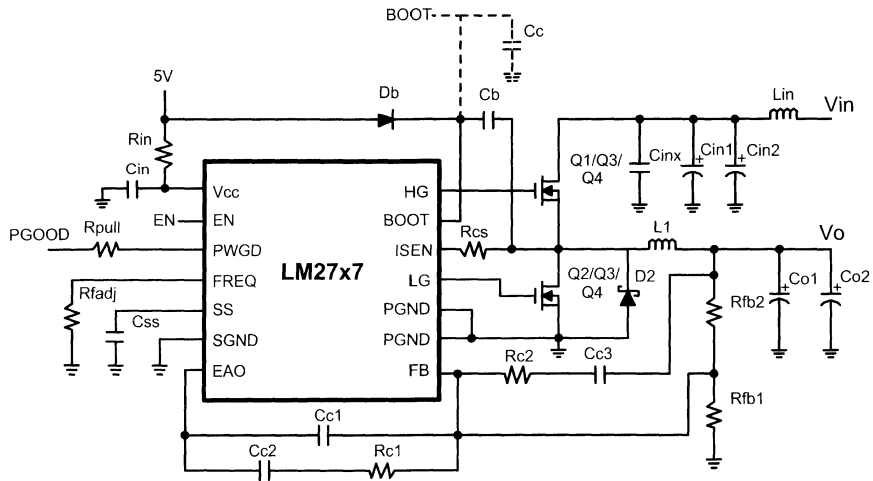 BOOT
Cc
5V
Db
Cb
Lin
Vin
Rin
Cin
Q1/Q3/
Q4
Cinx
Cin1
Cin2
Vcc
HG
EN
EN
BOOT
PGOOD
Rpull
PWGD
ISEN
Rcs
L1
Vo
LM27x7
FREQ
LG
Q2/Q3/
Q4
D2
Co1
Co2
Rfadj
SS
PGND
Rfb2
Css
SGND
PGND
EAO
FB
Rc2
Cc3
Cc1
Rfb1
Cc2
Rc1